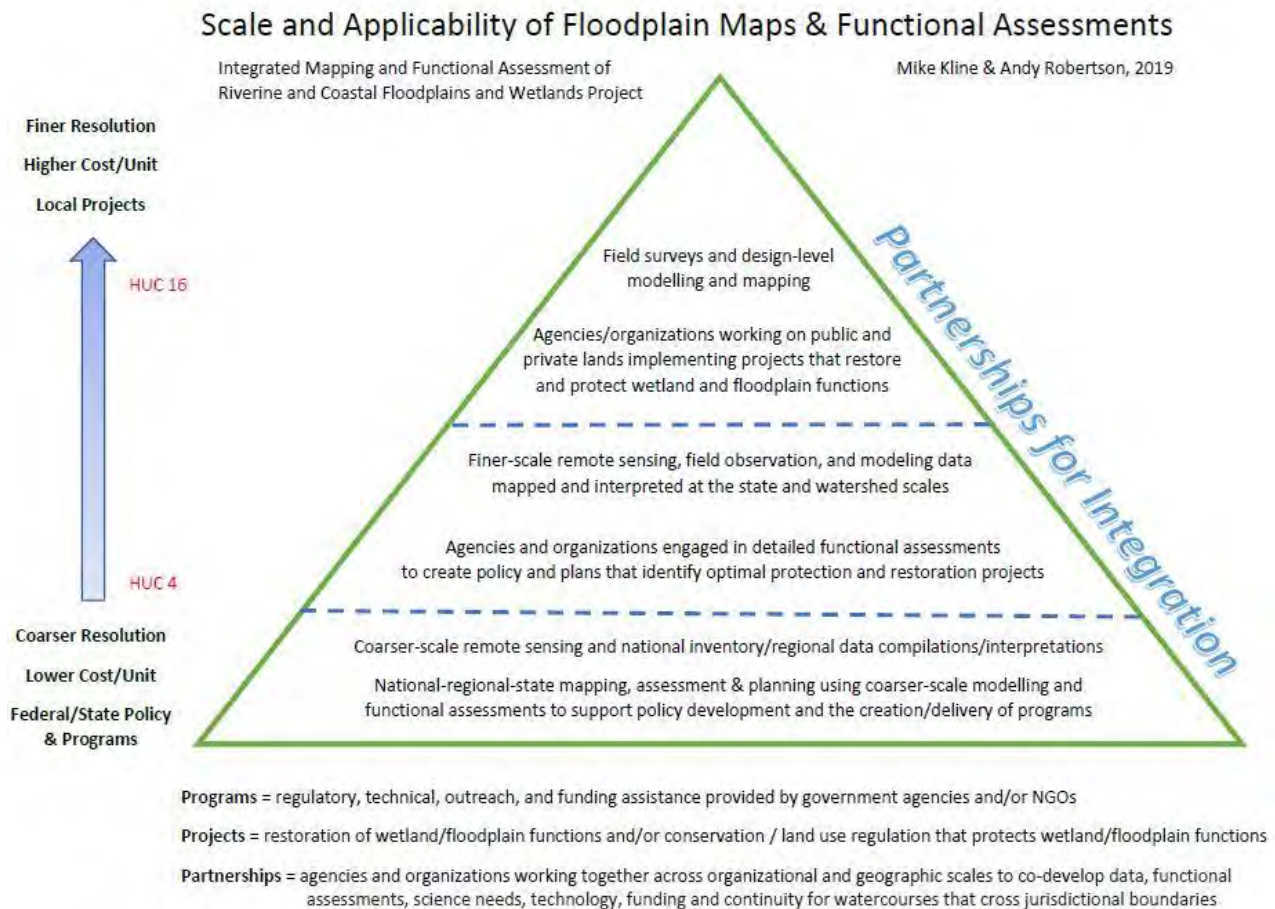 Scale and Applicability of Floodplain Maps & Functional Assessments
Integrated Mapping and Functional Assessment of
Riverine and Coastal Floodplains and Wetlands Project
Mike Kline & Andy Robertson, 2019
Finer Resolution
Higher Cost/Unit
Local Projects
HUC 16
HUC 4
Coarser Resolution
Lower Cost/Unit
Federal/State Policy
& Programs
Field surveys and design-level
modelling and mapping
Agencies/organizations working on public and
private lands implementing projects that restore
and protect wetland and floodplain functions
Finer-scale remote sensing, field observation, and modeling data
mapped and interpreted at the state and watershed scales
Agencies and organizations engaged in detailed functional assessments
to create policy and plans that identify optimal protection and restoration projects
Coarser-scale remote sensing and national inventory/regional data compilations/interpretations
National-regional-state mapping, assessment & planning using coarser-scale modelling and
functional assessments to support policy development and the creation/delivery of programs
Partnerships for Integration
Programs = regulatory, technical, outreach, and funding assistance provided by government agencies and/or NGOs
Projects = restoration of wetland/floodplain functions and/or conservation / land use regulation that protects wetland/floodplain functions
Partnerships = agencies and organizations working together across organizational and geographic scales to co-develop data, functional
assessments, science needs, technology, funding and continuity for watercourses that cross jurisdictional boundaries